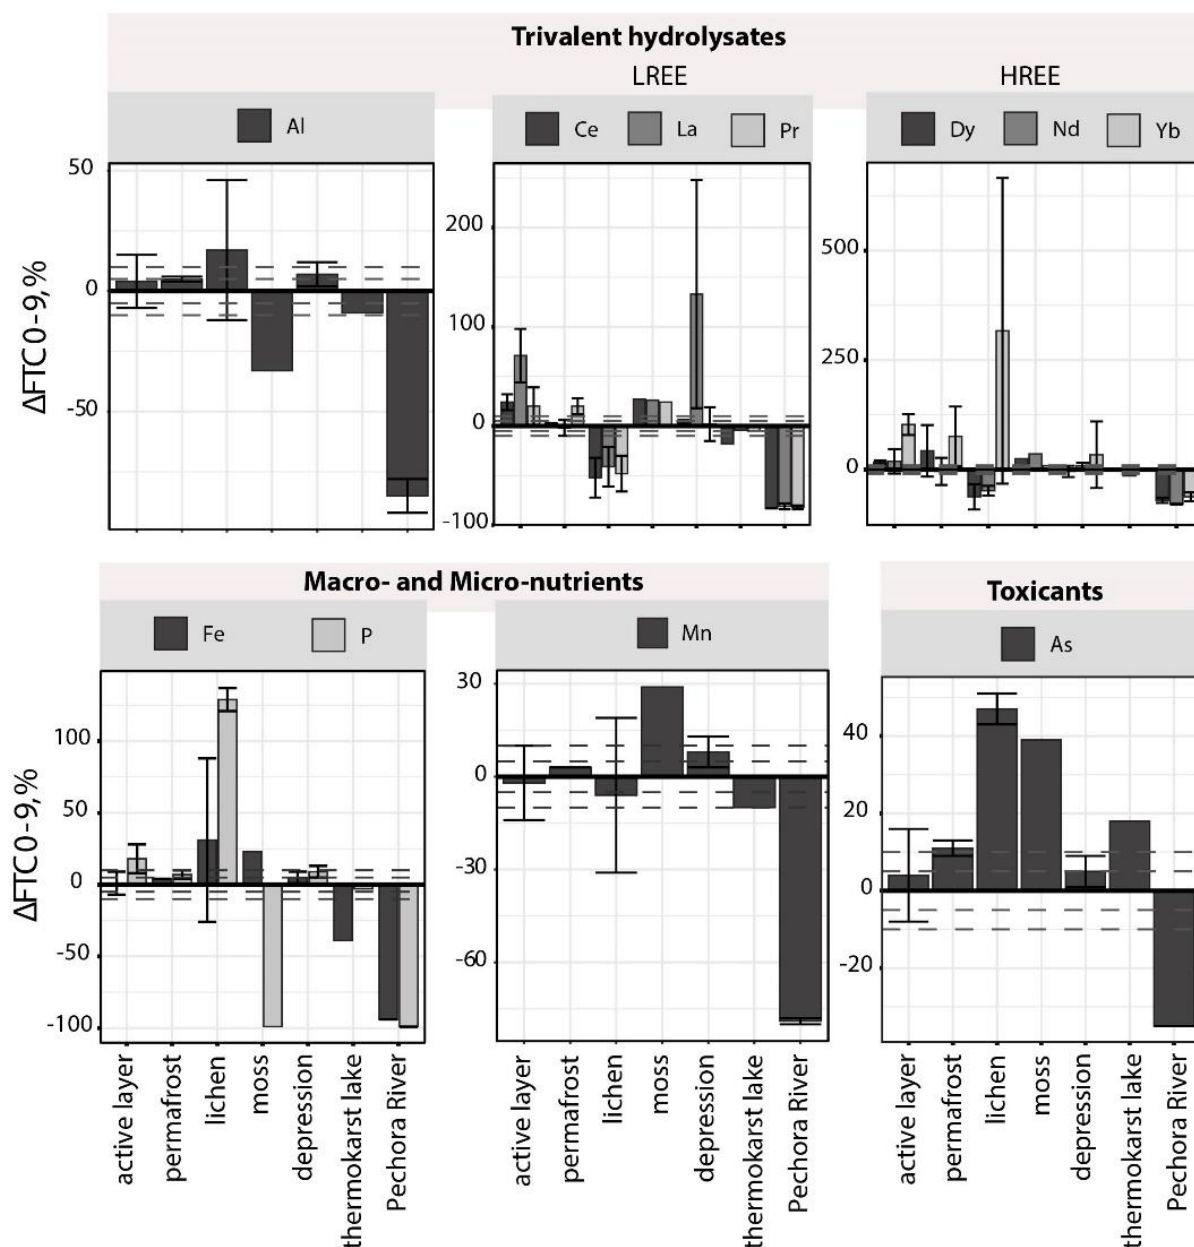 Trivalent hydrolysates
LREE
HREE
Al
Ce La Pr
Dy Nd Yb
ΔFTC0-9,%
50
0
-50
200
100
0
-100
500
250
0
Macro- and Micro-nutrients
Toxicants
Fe P
Mn
As
ΔFTC0-9,%
100
50
0
-50
-100
30
0
-30
-60
40
20
0
-20
active layer
permafrost
lichen
moss
depression
thermokarst lake
Pechora River
active layer
permafrost
lichen
moss
depression
thermokarst lake
Pechora River
active layer
permafrost
lichen
moss
depression
thermokarst lake
Pechora River